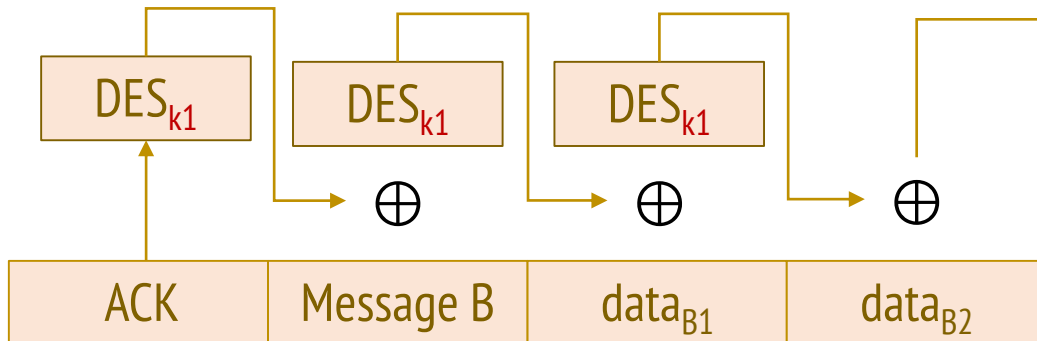 DESk1 DESk1 DESk1
ACK Message B dataB1 dataB2